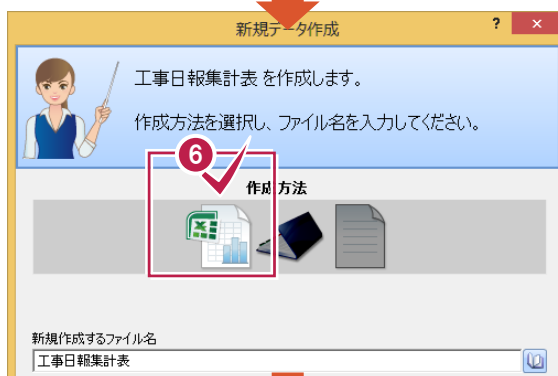 新規データ作成
? ×
工事日報集計表 を作成します。
作成方法を選択し、ファイル名を入力してください。
6
作成方法
新規作成するファイル名
工事日報集計表